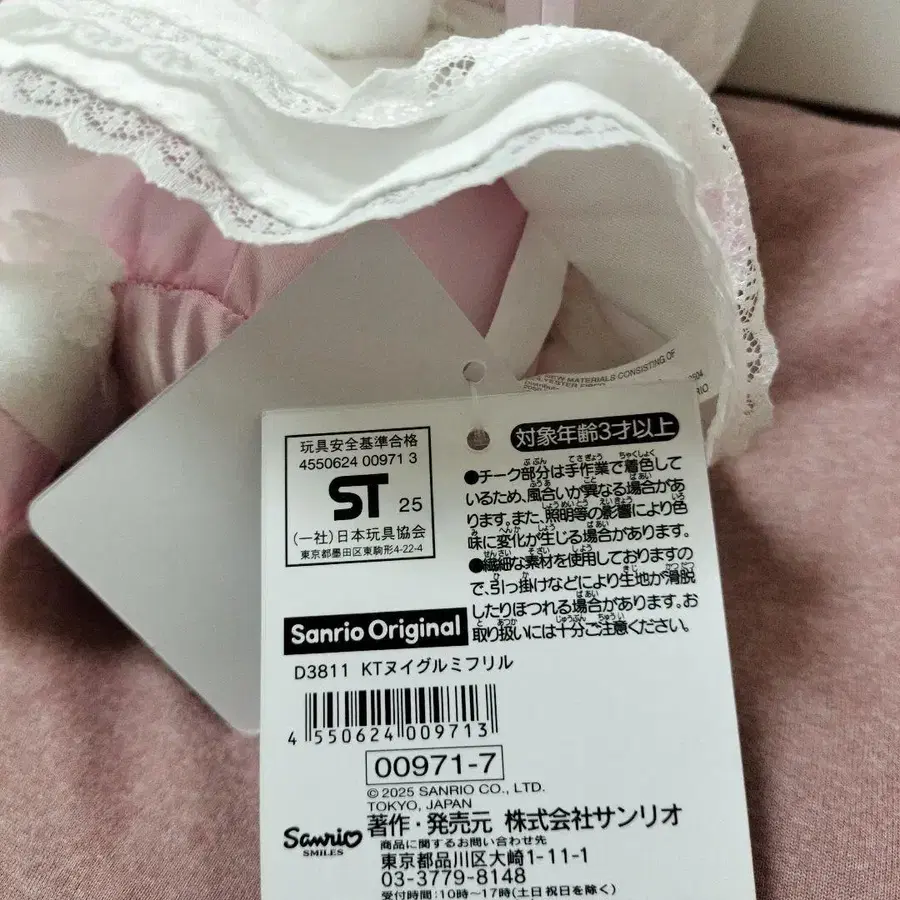 NEW MATERIALS CONSISTING OF
玩具安全基準合格
4550624 00971 3
ST 25
(一社)日本玩具協会
東京都墨田区東駒形4-22-4
対象年齢3才以上
●チーク部分は手作業で着色して
いるため、風合いが異なる場合があ
ります。また、照明等の影響により色
味に変化が生じる場合があります。
●繊細な素材を使用しておりますの
で、引っ掛けなどにより生地が滑脱
したりほつれる場合があります。お
取り扱いには十分ご注意ください。
Sanrio Original
D3811 KTヌイグルミフリル
4 550624 009713
00971-7
© 2025 SANRIO CO., LTD.
TOKYO, JAPAN
著作・発売元 株式会社サンリオ
Sanrio
SMILES
商品に関するお問い合わせ先
東京都品川区大崎1-11-1
03-3779-8148
受付時間:10時~17時(土日祝日を除く)